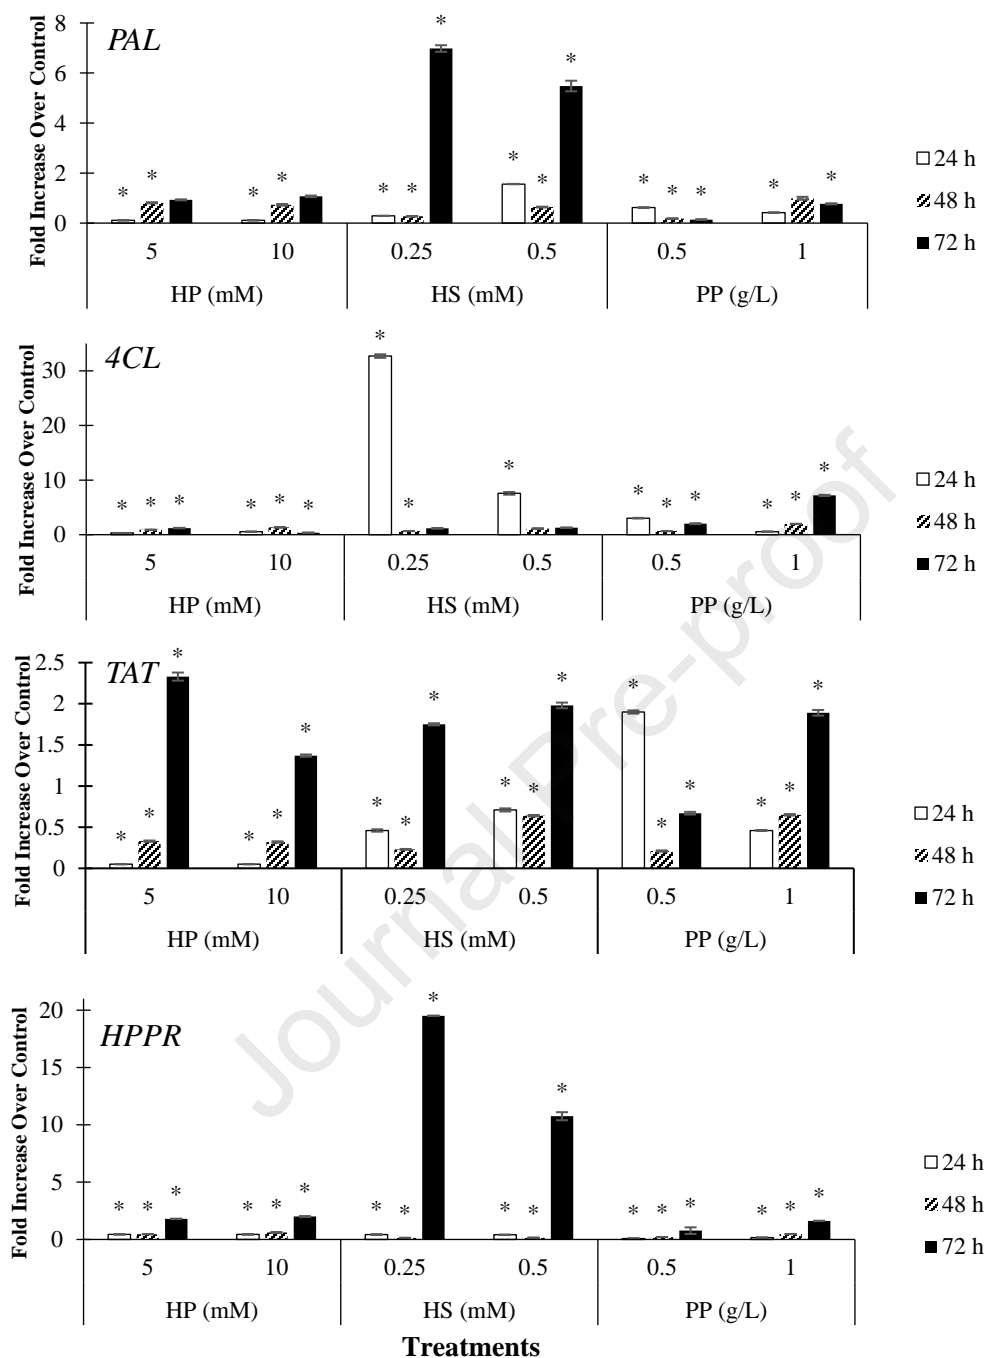 PAL
Fold Increase Over Control
8
6
4
2
0
* * * * * * * * * * * * * * *
5 10 0.25 0.5 0.5 1
HP (mM) HS (mM) PP (g/L)
24 h
48 h
72 h
4CL
Fold Increase Over Control
30
20
10
0
* * * * * * * * * * * * * * *
5 10 0.25 0.5 0.5 1
HP (mM) HS (mM) PP (g/L)
24 h
48 h
72 h
TAT
Fold Increase Over Control
2.5
2
1.5
1
0.5
0
* * * * * * * * * * * * * * * * * *
5 10 0.25 0.5 0.5 1
HP (mM) HS (mM) PP (g/L)
24 h
48 h
72 h
HPPR
Fold Increase Over Control
20
15
10
5
0
* * * * * * * * * * * * * * * * * *
5 10 0.25 0.5 0.5 1
HP (mM) HS (mM) PP (g/L)
24 h
48 h
72 h
Treatments
Journal Pre-proof